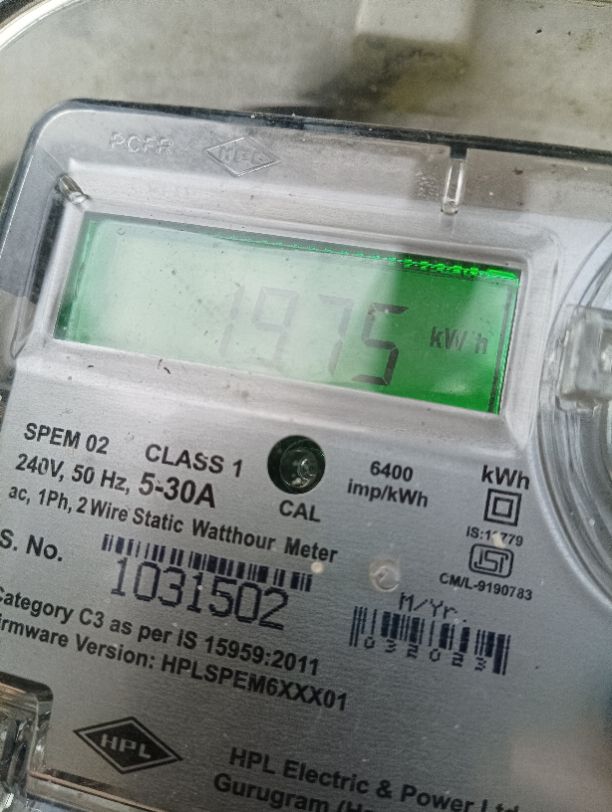 HPL
1975 kWh
SPEM 02 CLASS 1
240V, 50 Hz, 5-30A
ac, 1Ph, 2 Wire Static Watthour Meter
CAL
6400
imp/kWh
kWh
ISI
CM/L-9190783
S. No.
1031502
M/Yr.
032023
Category C3 as per IS 15959:2011
Firmware Version: HPLSPEM6XXX01
HPL
HPL Electric & Power Ltd
Gurugram